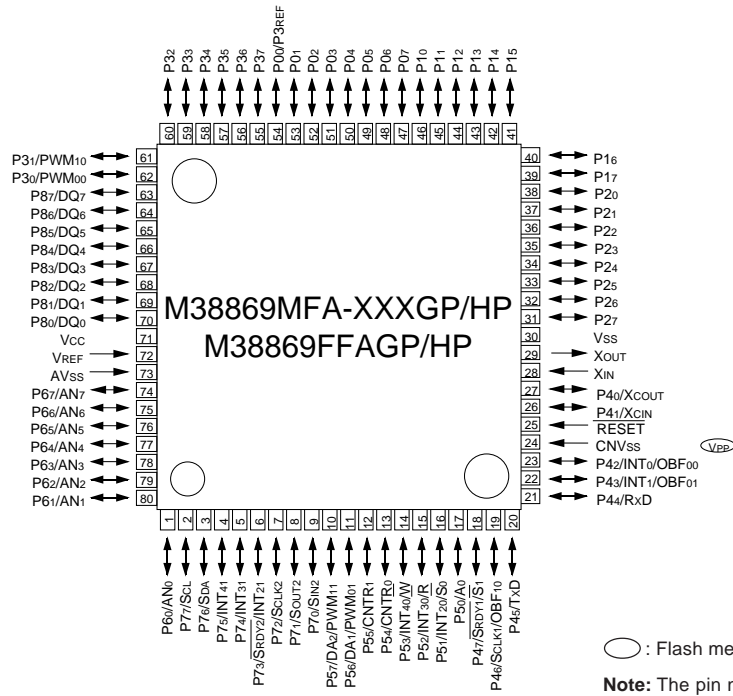 P32
P33
P34
P35
P36
P37
P00/P3REF
P01
P02
P03
P04
P05
P06
P07
P10
P11
P12
P13
P14
P15
60
59
58
57
56
55
54
53
52
51
50
49
48
47
46
45
44
43
42
41
P31/PWM10 61
P30/PWM00 62
P87/DQ7 63
P86/DQ6 64
P85/DQ5 65
P84/DQ4 66
P83/DQ3 67
P82/DQ2 68
P81/DQ1 69
P80/DQ0 70
VCC 71
VREF 72
AVSS 73
P67/AN7 74
P66/AN6 75
P65/AN5 76
P64/AN4 77
P63/AN3 78
P62/AN2 79
P61/AN1 80
M38869MFA-XXXGP/HP
M38869FFAGP/HP
40 P16
39 P17
38 P20
37 P21
36 P22
35 P23
34 P24
33 P25
32 P26
31 P27
30 VSS
29 XOUT
28 XIN
27 P40/XCOUT
26 P41/XCIN
25 RESET
24 CNVSS VPP
23 P42/INT0/OBF00
22 P43/INT1/OBF01
21 P44/RXD
1
2
3
4
5
6
7
8
9
10
11
12
13
14
15
16
17
18
19
20
P60/AN0
P77/SCL
P76/SDA
P75/INT41
P74/INT31
P73/SRDY2/INT21
P72/SCLK2
P71/SOUT2
P70/SIN2
P57/DA2/PWM11
P56/DA1/PWM01
P55/CNTR1
P54/CNTR0
P53/INT40/W
P52/INT30/R
P51/INT20/S0
P50/A0
P47/SRDY1/S1
P46/SCLK1/OBF10
P45/TXD
: Flash me
Note: The pin n